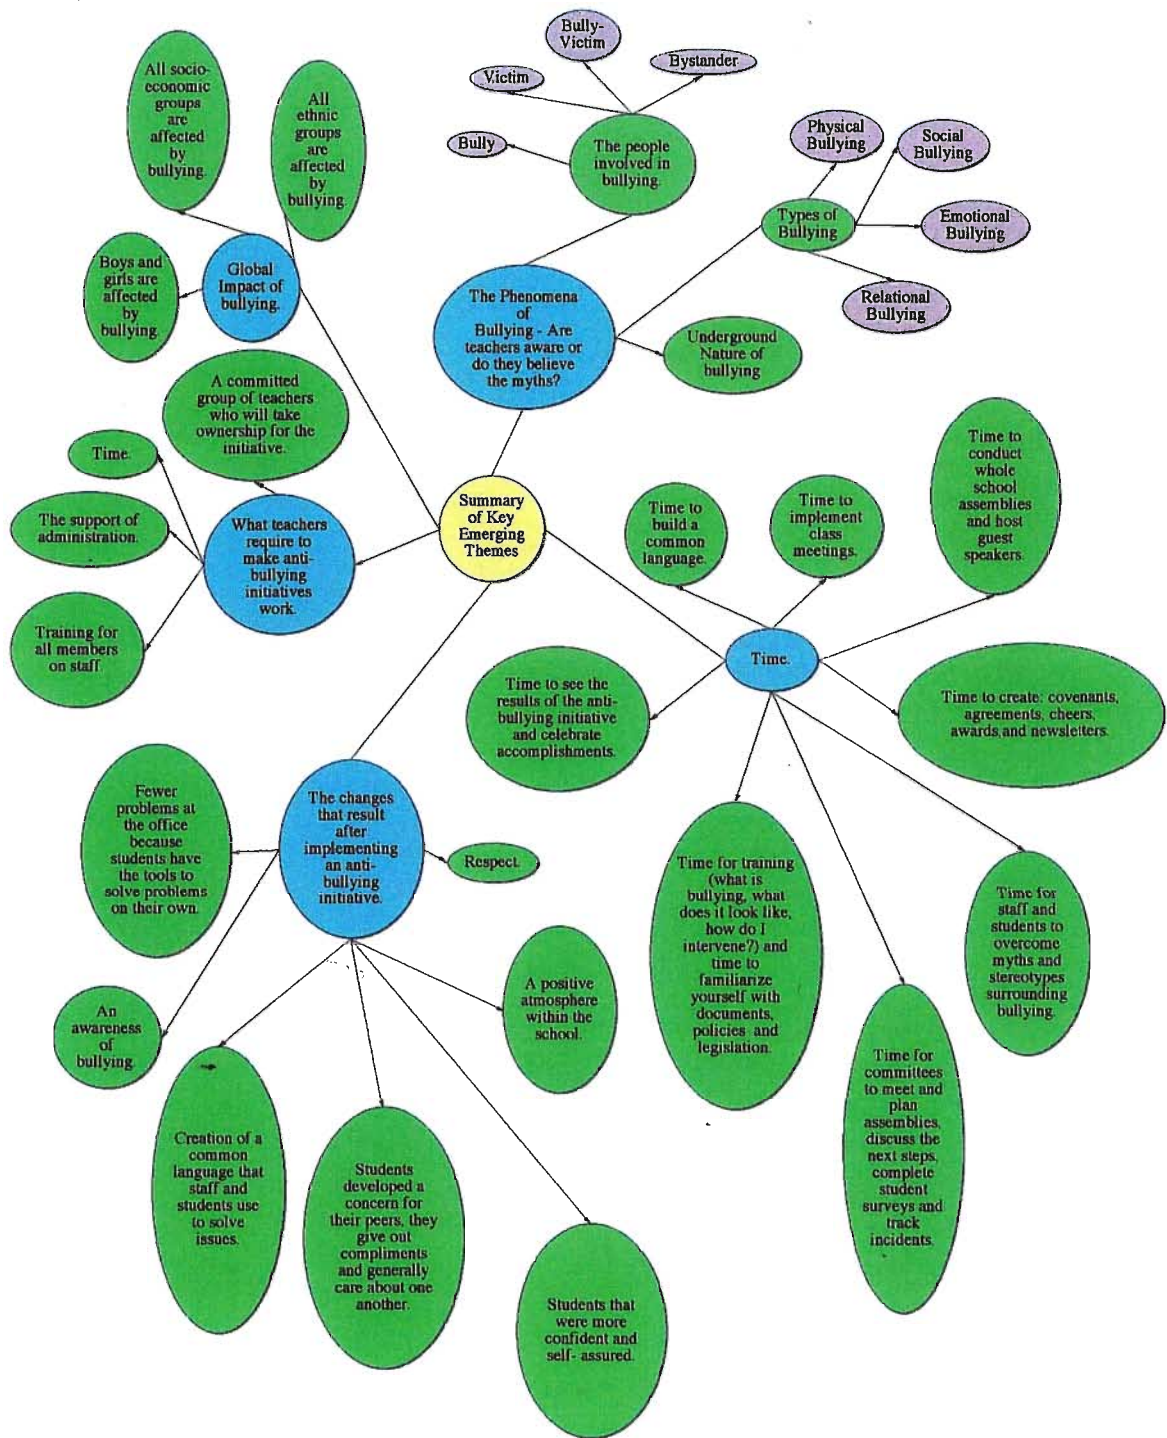 Bully-
Victim
Bystander
Victim
Bully
The people
involved in
bullying.
Physical
Bullying
Social
Bullying
Types of
Bullying
Emotional
Bullying
Relational
Bullying
All socio-
economic
groups
are
affected
by
bullying.
All
ethnic
groups
are
affected
by
bullying.
Boys and
girls are
affected
by
bullying.
Global
Impact of
bullying.
The Phenomena
of
Bullying - Are
teachers aware or
do they believe
the myths?
Underground
Nature of
bullying
A committed
group of teachers
who will take
ownership for the
initiative.
Time.
The support of
administration.
Training for
all members
on staff
What teachers
require to
make anti-
bullying
initiatives
work.
Summary
of Key
Emerging
Themes
Time to
build a
common
language.
Time to
implement
class
meetings.
Time to
conduct
whole
school
assemblies
and host
guest
speakers.
Time.
Time to see the
results of the anti-
bullying initiative
and celebrate
accomplishments.
Time to create: covenants,
agreements, cheers,
awards,and newsletters.
Fewer
problems at
the office
because
students have
the tools to
solve problems
on their own.
The changes
that result
after
implementing
an anti-
bullying
initiative.
Respect.
Time for training
(what is
bullying, what
does it look like,
how do I
intervene?) and
time to
familiarize
yourself with
documents,
policies and
legislation.
Time for
staff and
students to
overcome
myths and
stereotypes
surrounding
bullying.
An
awareness
of
bullying.
A positive
atmosphere
within the
school.
Time for
committees
to meet and
plan
assemblies,
discuss the
next steps,
complete
student
surveys and
track
incidents.
Creation of a
common
language that
staff and
students use
to solve
issues.
Students
developed a
concern for
their peers, they
give out
compliments
and generally
care about one
another.
Students that
were more
confident and
self- assured.